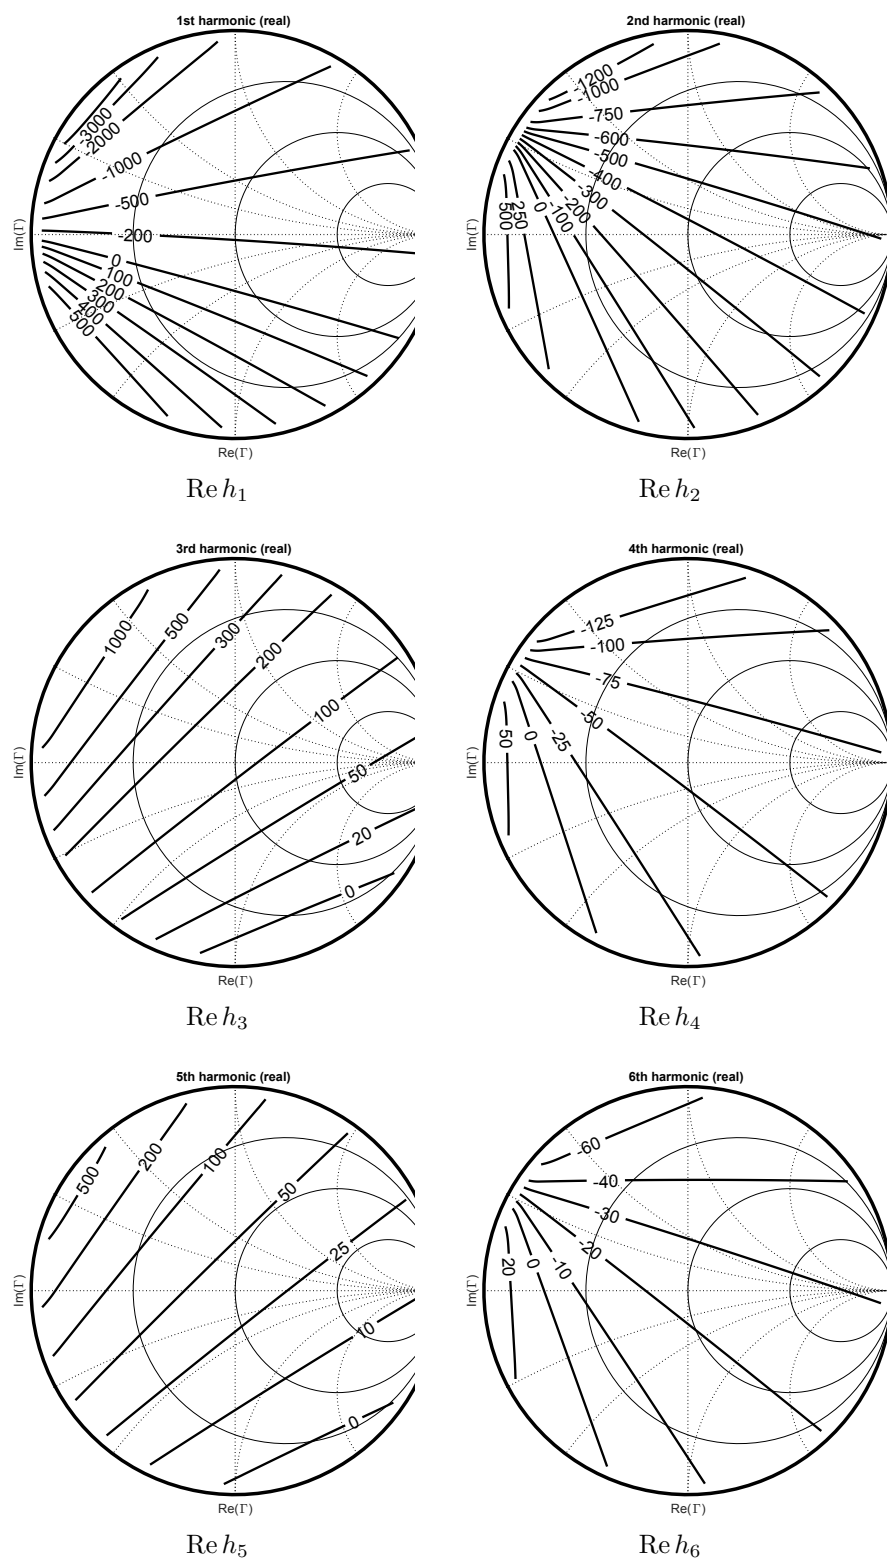 1st harmonic (real)
-3000
-2000
-1000
-500
-200
0
100
200
300
400
500
Im(Γ)
Re(Γ)
Re h1
2nd harmonic (real)
-1200
-1000
-750
-600
-500
-400
-300
-200
-100
0
250
500
Im(Γ)
Re(Γ)
Re h2
3rd harmonic (real)
1000
500
300
200
100
50
20
0
Im(Γ)
Re(Γ)
Re h3
4th harmonic (real)
-125
-100
-75
-50
-25
0
50
Im(Γ)
Re(Γ)
Re h4
5th harmonic (real)
500
200
100
50
25
10
0
Im(Γ)
Re(Γ)
Re h5
6th harmonic (real)
-60
-40
-30
-20
-10
0
20
Im(Γ)
Re(Γ)
Re h6